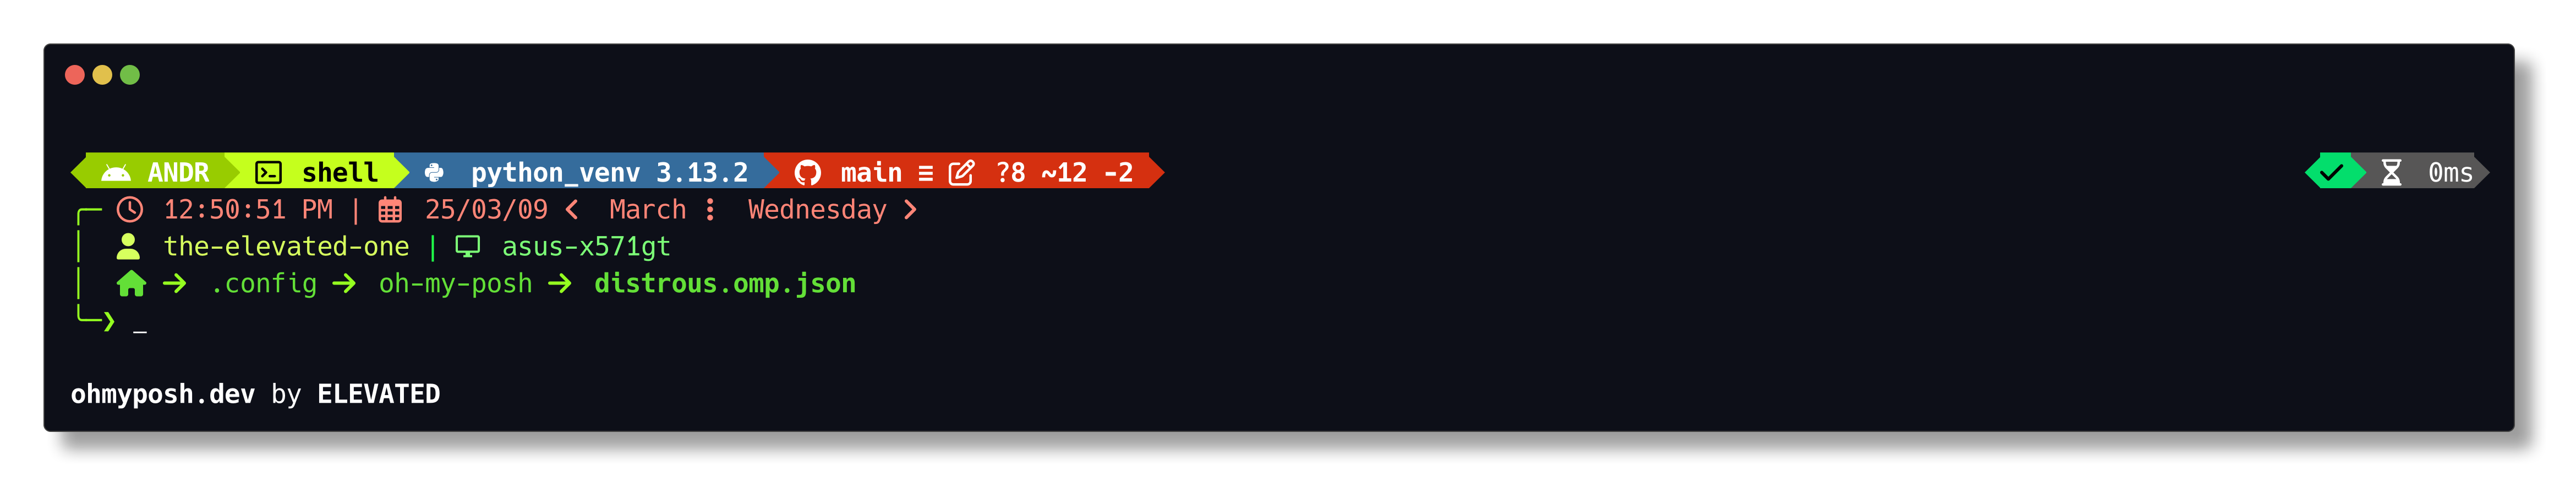 ANDR shell python_venv 3.13.2 main ≡ ?8 ~12 -2 ✓ 0ms
12:50:51 PM | 25/03/09 < March ⋮ Wednesday >
the-elevated-one | asus-x571gt
→ .config → oh-my-posh → distrous.omp.json
❯ _
ohmyposh.dev by ELEVATED